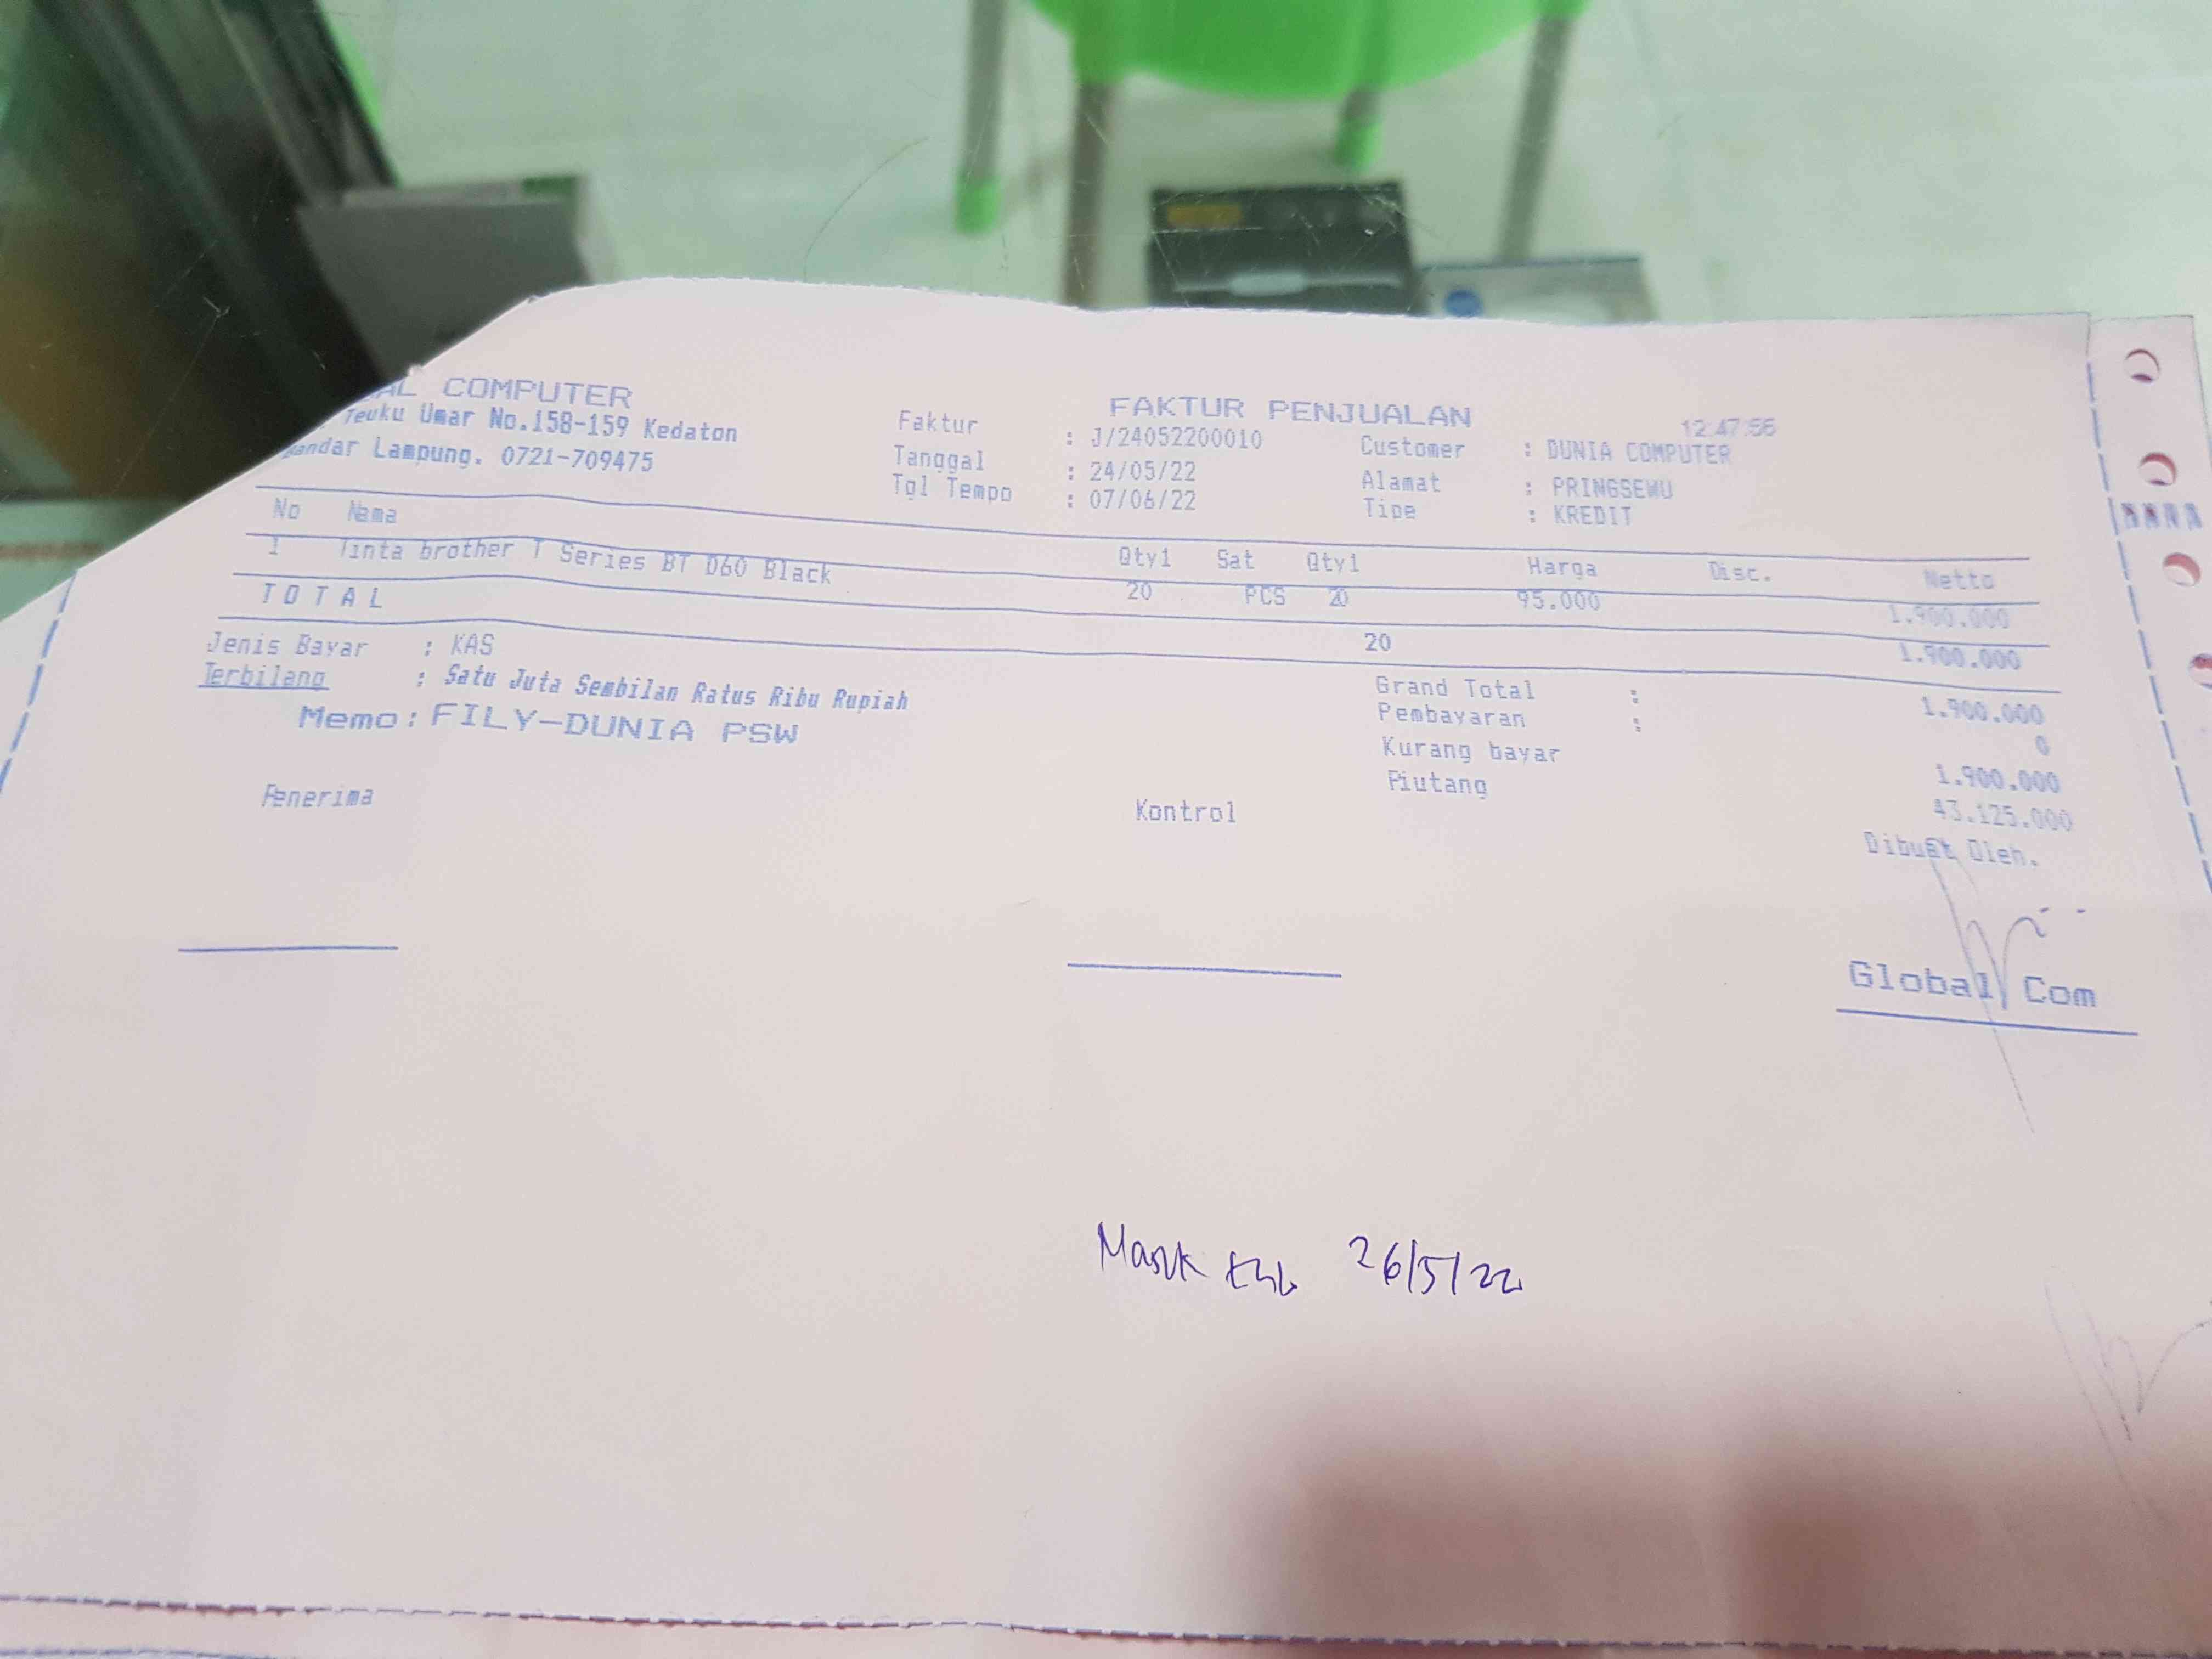 AL COMPUTER
Teuku Umar No.158-159 Kedaton
andar Lampung. 0721-709475
FAKTUR PENJUALAN
12:47:56
Faktur : J/24052200010
Tanggal : 24/05/22
Tgl Tempo : 07/06/22
Customer : DUNIA COMPUTER
Alamat : PRINGSEWU
Tipe : KREDIT
No Nama Qty1 Sat Qty1 Harga Disc. Netto
1 Tinta brother T Series BT D60 Black 20 PCS 20 95.000 1.900.000
T O T A L 20 1.900.000
Jenis Bayar : KAS
Terbilang : Satu Juta Sembilan Ratus Ribu Rupiah
Memo : FILY-DUNIA PSW
Grand Total : 1.900.000
Pembayaran : 0
Kurang bayar 1.900.000
Piutang 43.125.000
Penerima Kontrol Dibuat Oleh.
Global Com
Masuk 26/5/22